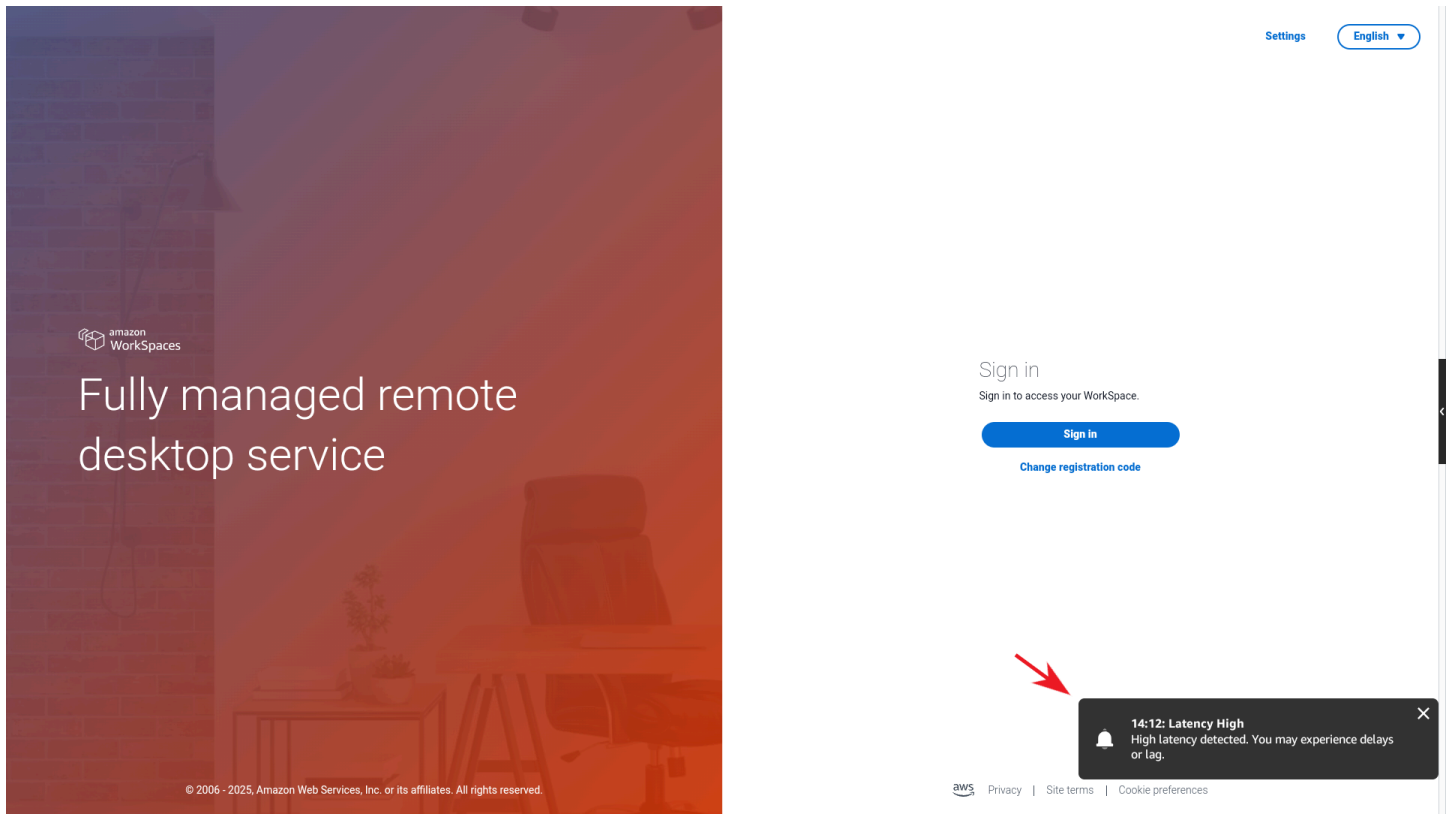 Settings
English
amazon
WorkSpaces
Fully managed remote
desktop service
Sign in
Sign in to access your WorkSpace.
Sign in
Change registration code
14:12: Latency High
High latency detected. You may experience delays
or lag.
© 2006 - 2025, Amazon Web Services, Inc. or its affiliates. All rights reserved.
aws Privacy | Site terms | Cookie preferences